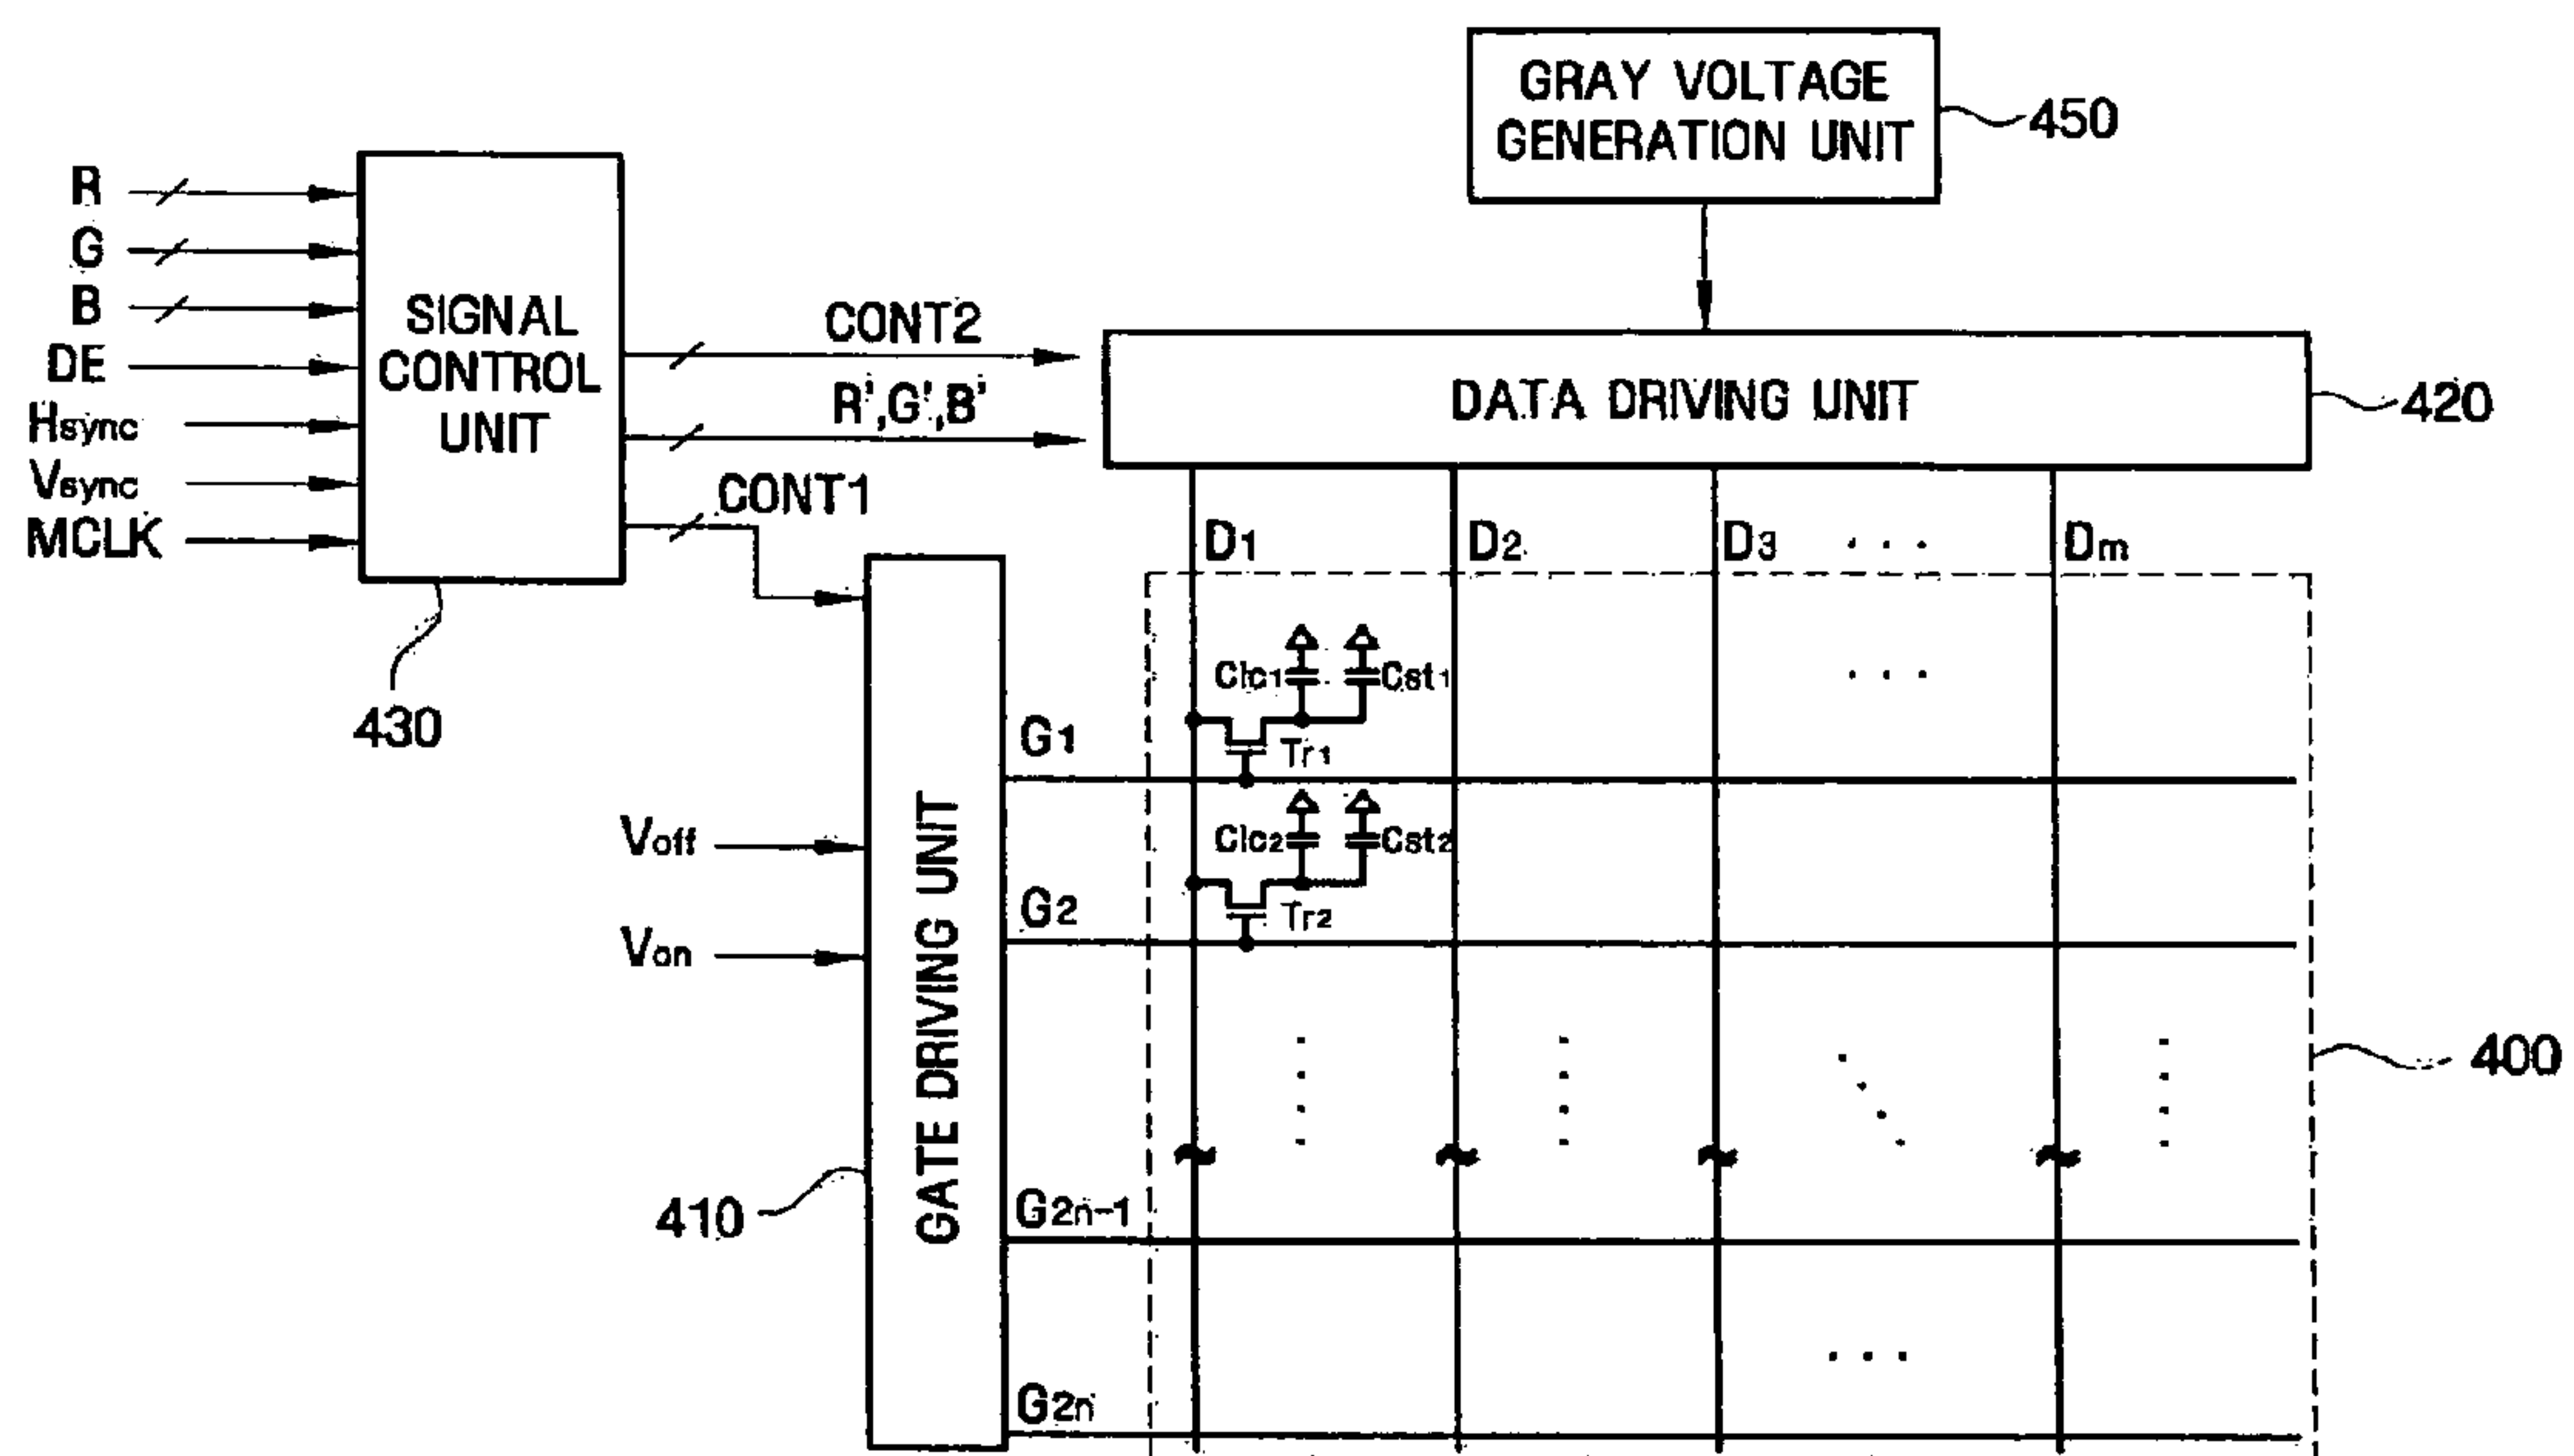 GRAY VOLTAGE
GENERATION UNIT
450
R
G
B
DE
Hsync
Vsync
MCLK
SIGNAL
CONTROL
UNIT
430
CONT2
R',G',B'
CONT1
DATA DRIVING UNIT
420
D1
D2
D3
. . .
Dm
Clc1
Cst1
. . .
G1
Tr1
Clc2
Cst2
G2
Tr2
Voff
Von
GATE DRIVING UNIT
410
400
G2n-1
G2n
. . .